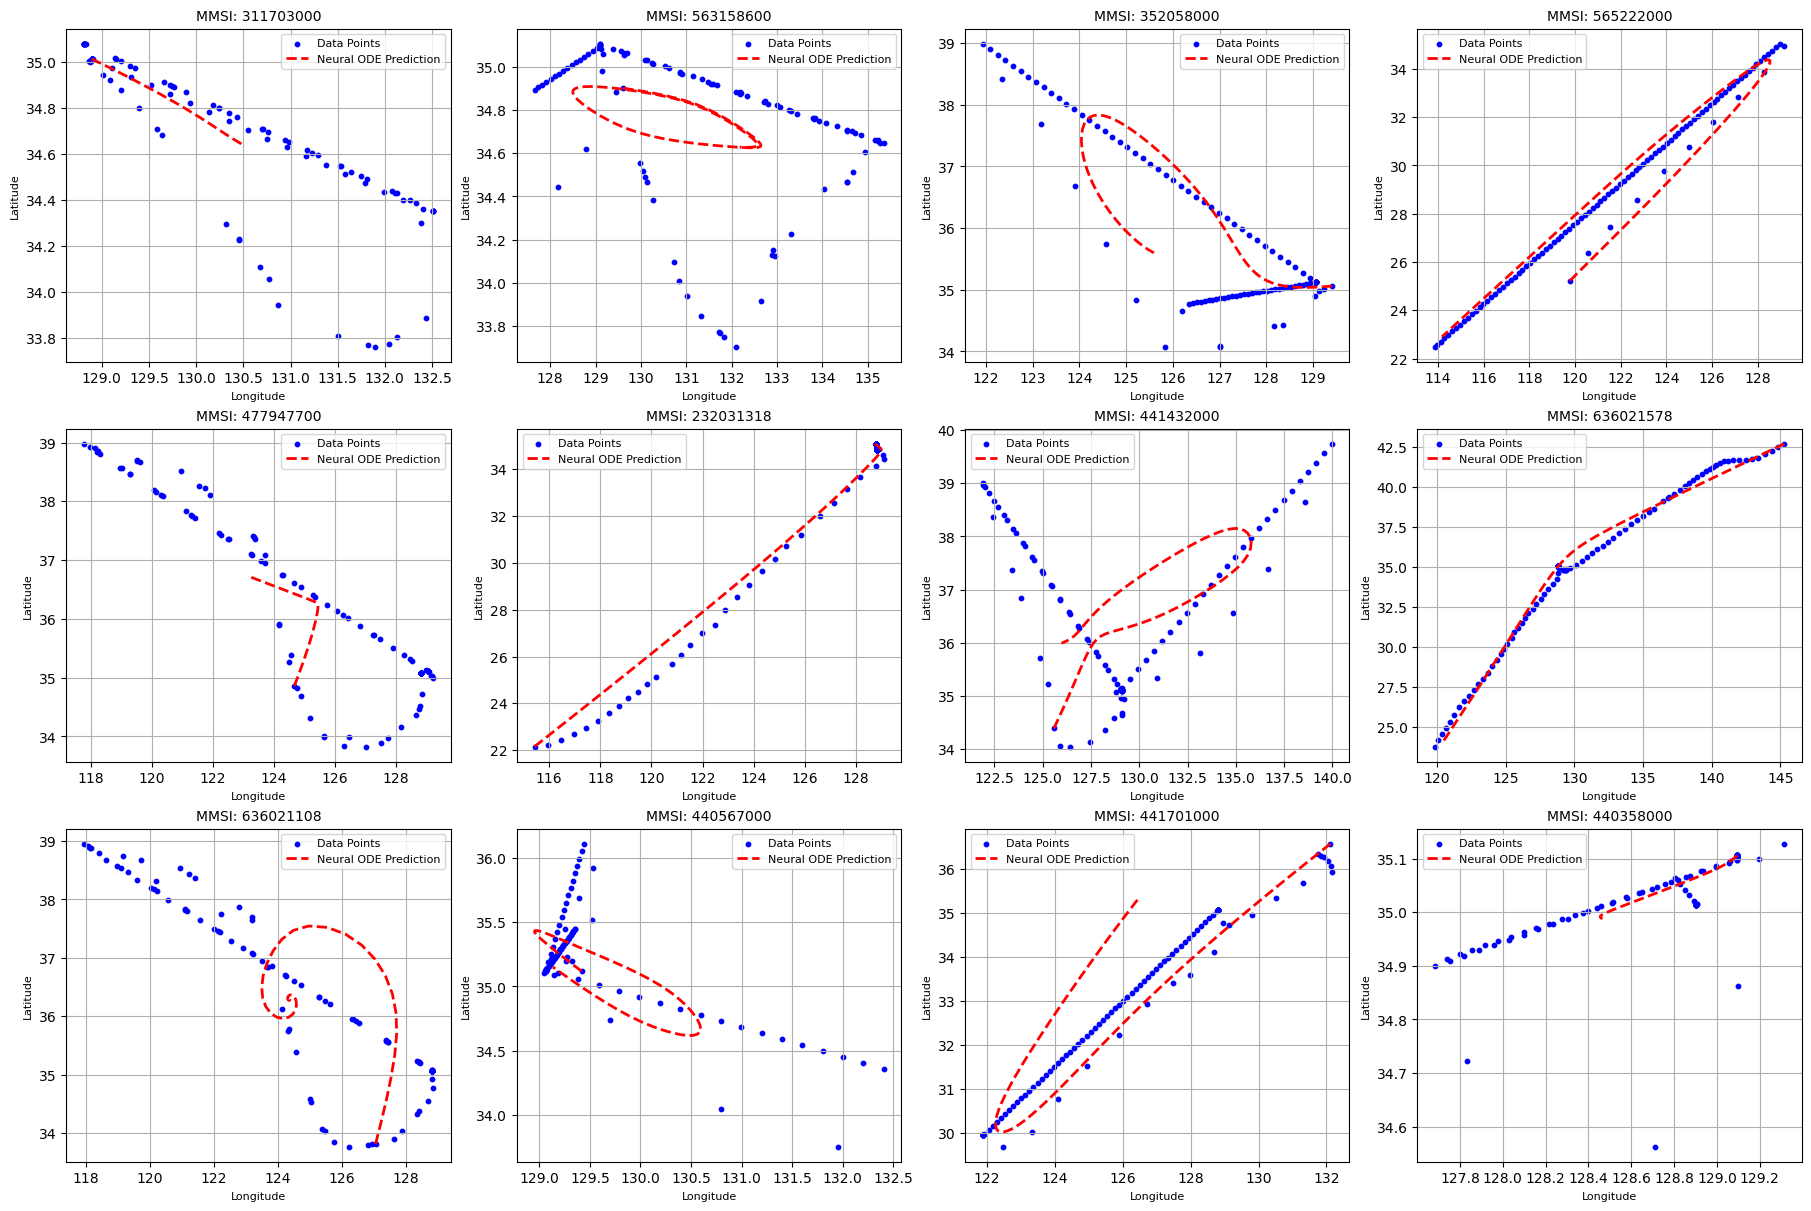 MMSI: 311703000
Data Points
Neural ODE Prediction
Latitude
35.0
34.8
34.6
34.4
34.2
34.0
33.8
129.0 129.5 130.0 130.5 131.0 131.5 132.0 132.5
Longitude
MMSI: 563158600
Data Points
Neural ODE Prediction
Latitude
35.0
34.8
34.6
34.4
34.2
34.0
33.8
128 129 130 131 132 133 134 135
Longitude
MMSI: 352058000
Data Points
Neural ODE Prediction
Latitude
39
38
37
36
35
34
122 123 124 125 126 127 128 129
Longitude
MMSI: 565222000
Data Points
Neural ODE Prediction
Latitude
34
32
30
28
26
24
22
114 116 118 120 122 124 126 128
Longitude
MMSI: 477947700
Data Points
Neural ODE Prediction
Latitude
39
38
37
36
35
34
118 120 122 124 126 128
Longitude
MMSI: 232031318
Data Points
Neural ODE Prediction
Latitude
34
32
30
28
26
24
22
116 118 120 122 124 126 128
Longitude
MMSI: 441432000
Data Points
Neural ODE Prediction
Latitude
40
39
38
37
36
35
34
122.5 125.0 127.5 130.0 132.5 135.0 137.5 140.0
Longitude
MMSI: 636021578
Data Points
Neural ODE Prediction
Latitude
42.5
40.0
37.5
35.0
32.5
30.0
27.5
25.0
120 125 130 135 140 145
Longitude
MMSI: 636021108
Data Points
Neural ODE Prediction
Latitude
39
38
37
36
35
34
118 120 122 124 126 128
Longitude
MMSI: 440567000
Data Points
Neural ODE Prediction
Latitude
36.0
35.5
35.0
34.5
34.0
129.0 129.5 130.0 130.5 131.0 131.5 132.0 132.5
Longitude
MMSI: 441701000
Data Points
Neural ODE Prediction
Latitude
36
35
34
33
32
31
30
122 123 124 125 126 127 128 129 130 131 132
Longitude
MMSI: 440358000
Data Points
Neural ODE Prediction
Latitude
35.1
35.0
34.9
34.8
34.7
34.6
127.8 128.0 128.2 128.4 128.6 128.8 129.0 129.2
Longitude